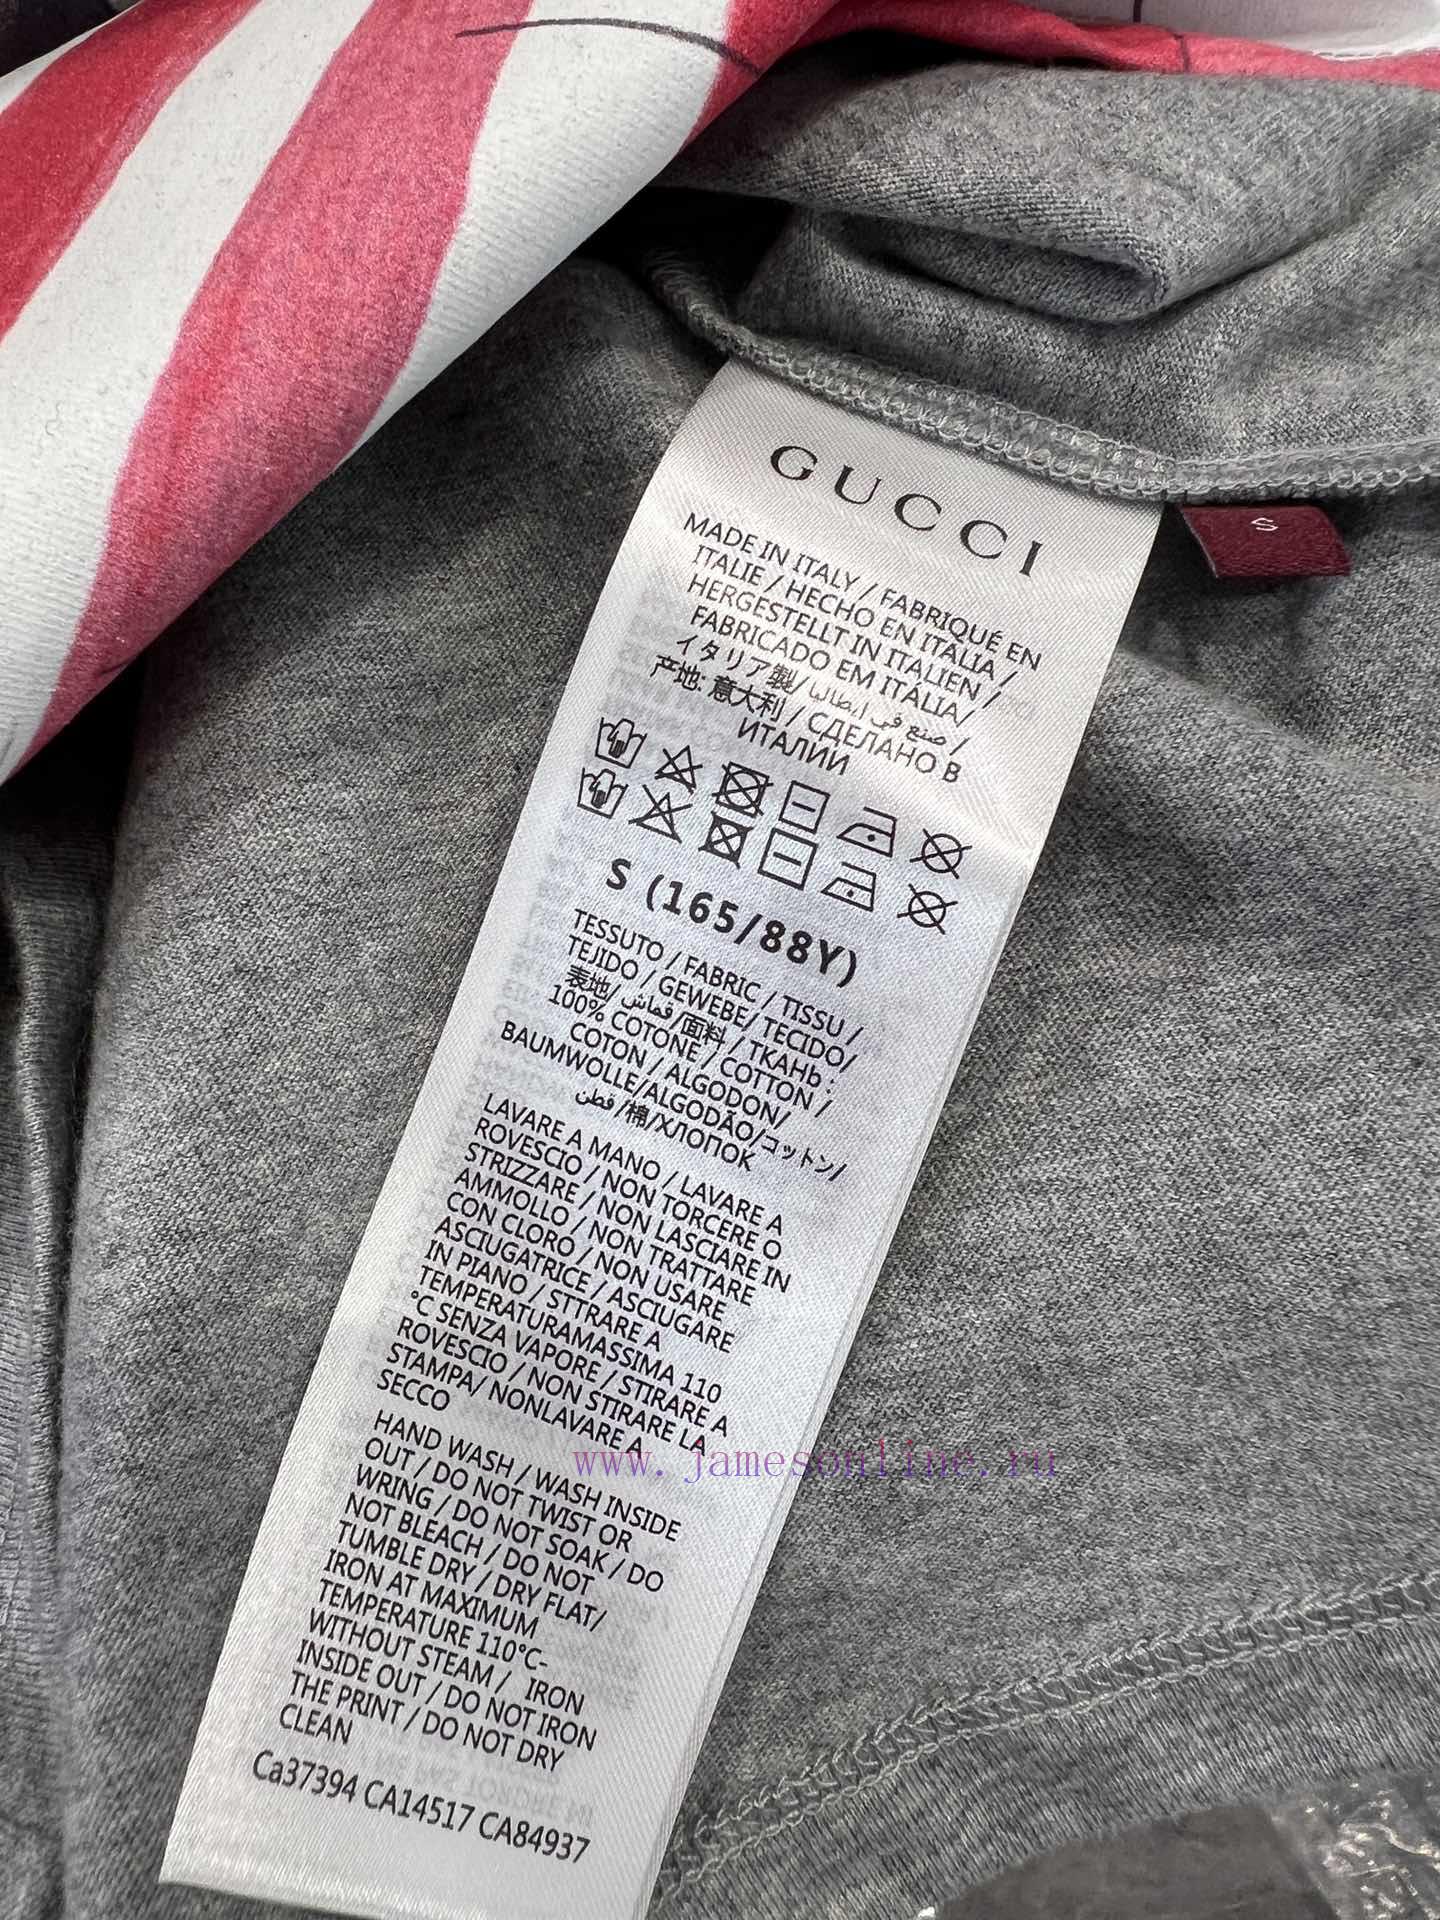 GUCCI
S
MADE IN ITALY / FABRIQUÉ EN
ITALIE / HECHO EN ITALIA /
HERGESTELLT IN ITALIEN /
FABRICADO EM ITÁLIA/
イタリア製/ صنع في ايطاليا /
产地: 意大利 / СДЕЛАНО В
ИТАЛИИ
S (165/88Y)
TESSUTO / FABRIC / TISSU /
TEJIDO / GEWEBE/ TECIDO/
表地/ قماش/面料 / ТКАНЬ :
100% COTONE / COTTON /
COTON / ALGODON/
BAUMWOLLE/ALGODÃO/コットン/
قطن /棉/ХЛОПОК
LAVARE A MANO / LAVARE A
ROVESCIO / NON TORCERE O
STRIZZARE / NON LASCIARE IN
AMMOLLO / NON TRATTARE
CON CLORO / NON USARE
ASCIUGATRICE / ASCIUGARE
IN PIANO / STTRARE A
TEMPERATURAMASSIMA 110
°C SENZA VAPORE / STIRARE A
ROVESCIO / NON STIRARE LA
STAMPA/ NONLAVARE A
SECCO
www.jamesonline.ru
HAND WASH / WASH INSIDE
OUT / DO NOT TWIST OR
WRING / DO NOT SOAK / DO
NOT BLEACH / DO NOT
TUMBLE DRY / DRY FLAT/
IRON AT MAXIMUM
TEMPERATURE 110°C-
WITHOUT STEAM / IRON
INSIDE OUT / DO NOT IRON
THE PRINT / DO NOT DRY
CLEAN
Ca37394 CA14517 CA84937